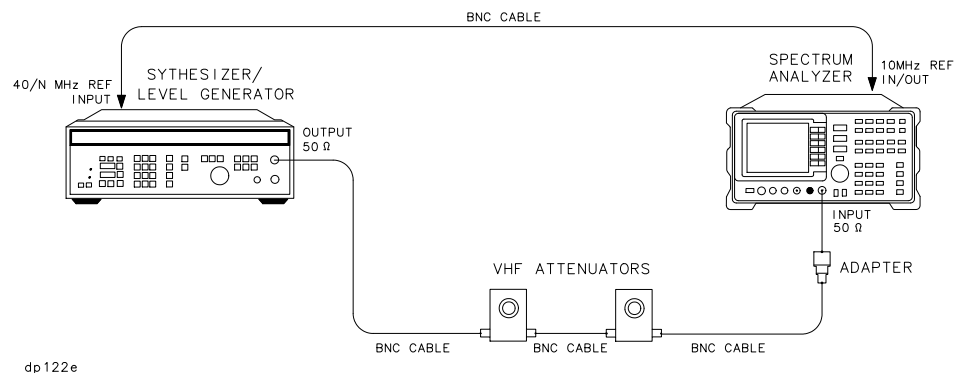 BNC CABLE
40/N MHz REF
INPUT
SYTHESIZER/
LEVEL GENERATOR
SPECTRUM
ANALYZER
10MHz REF
IN/OUT
OUTPUT
50 Ω
INPUT
50 Ω
VHF ATTENUATORS
ADAPTER
BNC CABLE
BNC CABLE
BNC CABLE
dp122e